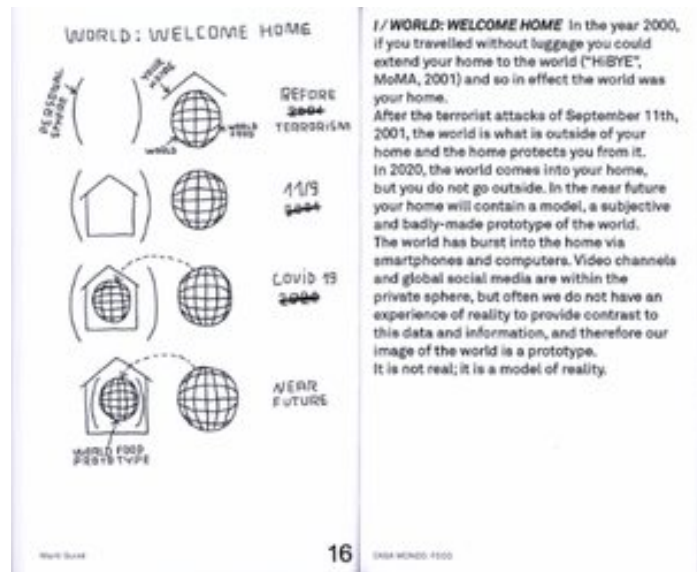 WORLD: WELCOME HOME
PERSONAL
SPHERE
YOUR
HOME
BEFORE
TERRORISM
WORLD
FOOD
WORLD
11/9
COVID 19
NEAR
FUTURE
WORLD FOOD
PROTOTYPE
16
I/ WORLD: WELCOME HOME In the year 2000,
if you travelled without luggage you could
extend your home to the world ("HiBYE",
MoMA, 2001) and so in effect the world was
your home.
After the terrorist attacks of September 11th,
2001, the world is what is outside of your
home and the home protects you from it.
In 2020, the world comes into your home,
but you do not go outside. In the near future
your home will contain a model, a subjective
and badly-made prototype of the world.
The world has burst into the home via
smartphones and computers. Video channels
and global social media are within the
private sphere, but often we do not have an
experience of reality to provide contrast to
this data and information, and therefore our
image of the world is a prototype.
It is not real; it is a model of reality.
CASA MONDO: FOOD